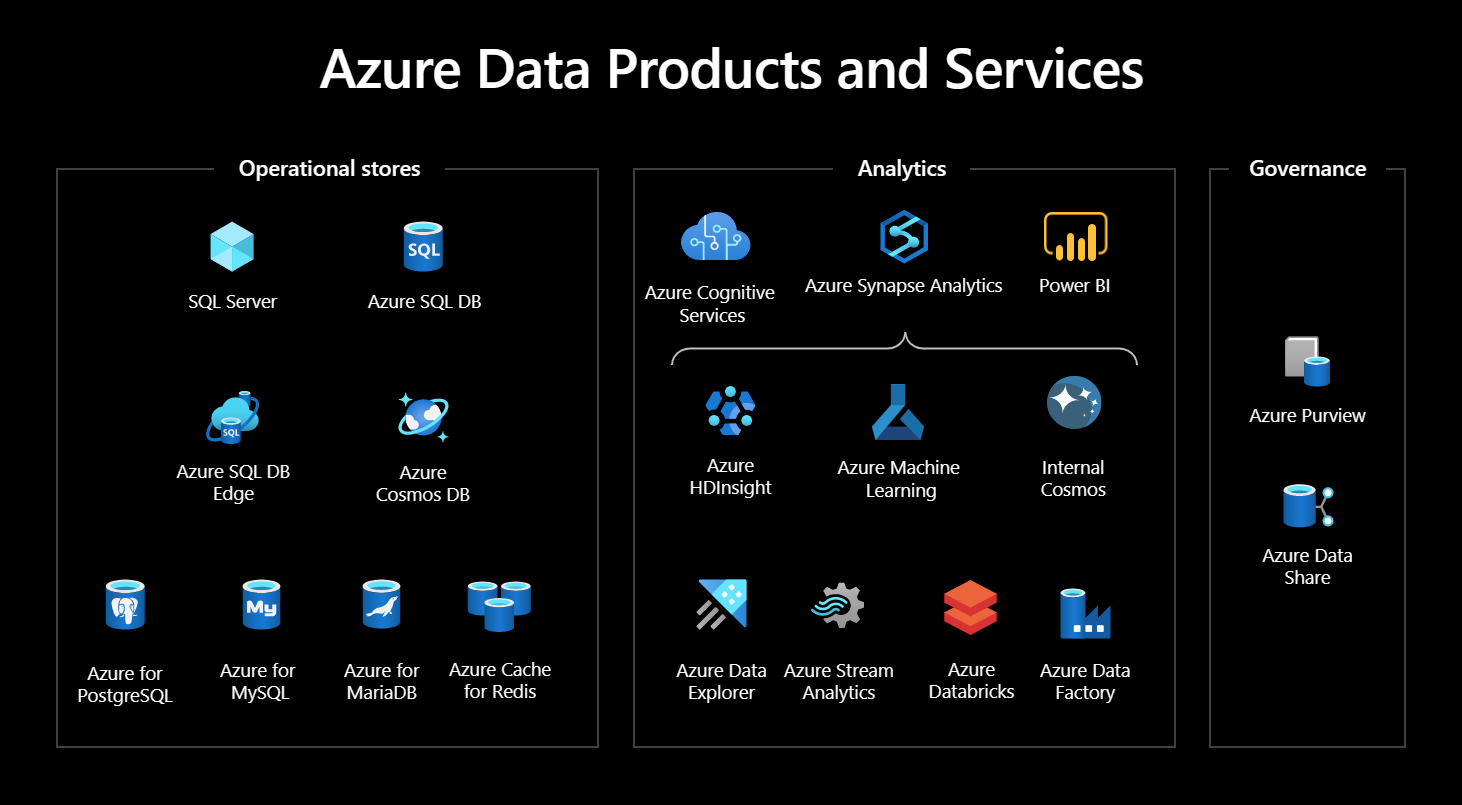 Azure Data Products and Services
Operational stores
SQL Server
SQL
Azure SQL DB
SQL
Azure SQL DB
Edge
Azure
Cosmos DB
Azure for
PostgreSQL
My
Azure for
MySQL
Azure for
MariaDB
Azure Cache
for Redis
Analytics
Azure Cognitive
Services
Azure Synapse Analytics
Power BI
Azure
HDInsight
Azure Machine
Learning
Internal
Cosmos
Azure Data
Explorer
Azure Stream
Analytics
Azure
Databricks
Azure Data
Factory
Governance
Azure Purview
Azure Data
Share